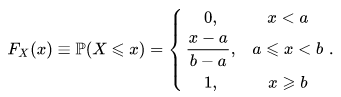 F_X(x) ≡ ℙ(X ⩽ x) = { 0, x < a
(x − a)/(b − a), a ⩽ x < b .
1, x ⩾ b